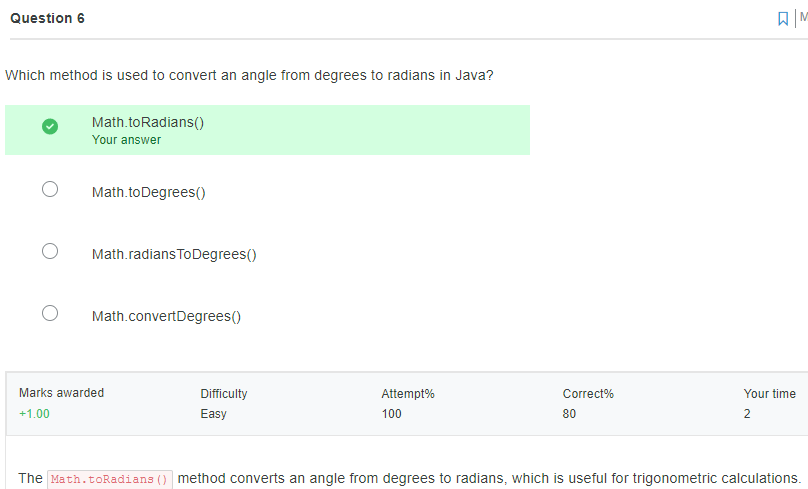 Question 6
M
Which method is used to convert an angle from degrees to radians in Java?
Math.toRadians()
Your answer
Math.toDegrees()
Math.radiansToDegrees()
Math.convertDegrees()
Marks awarded Difficulty Attempt% Correct% Your time
+1.00 Easy 100 80 2
The Math.toRadians() method converts an angle from degrees to radians, which is useful for trigonometric calculations.